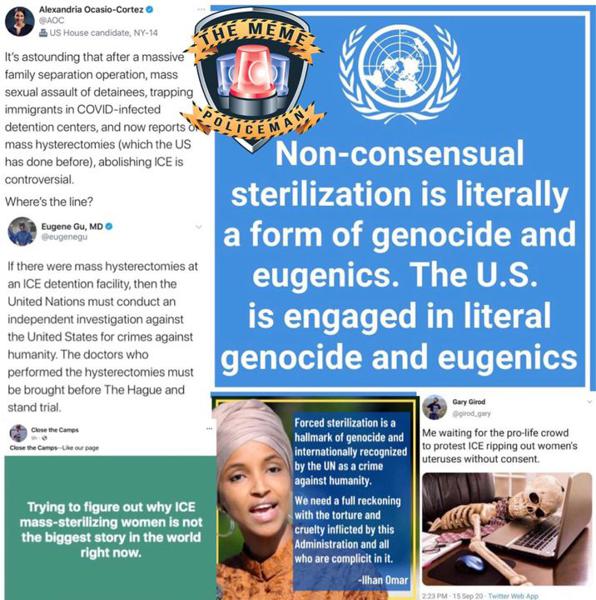 Alexandria Ocasio-Cortez
@AOC
US House candidate, NY-14
It's astounding that after a massive
family separation operation, mass
sexual assault of detainees, trapping
immigrants in COVID-infected
detention centers, and now reports of
mass hysterectomies (which the US
has done before), abolishing ICE is
controversial.
Where's the line?
THE MEME
POLICEMAN
Non-consensual
sterilization is literally
a form of genocide and
eugenics. The U.S.
is engaged in literal
genocide and eugenics
Eugene Gu, MD
@eugenegu
If there were mass hysterectomies at
an ICE detention facility, then the
United Nations must conduct an
independent investigation against
the United States for crimes against
humanity. The doctors who
performed the hysterectomies must
be brought before The Hague and
stand trial.
Close the Camps
9h
Close the Camps--Like our page
Trying to figure out why ICE
mass-sterilizing women is not
the biggest story in the world
right now.
Forced sterilization is a
hallmark of genocide and
internationally recognized
by the UN as a crime
against humanity.
We need a full reckoning
with the torture and
cruelty inflicted by this
Administration and all
who are complicit in it.
-Ilhan Omar
Gary Girod
@girod_gary
Me waiting for the pro-life crowd
to protest ICE ripping out women's
uteruses without consent.
2:23 PM · 15 Sep 20 · Twitter Web App